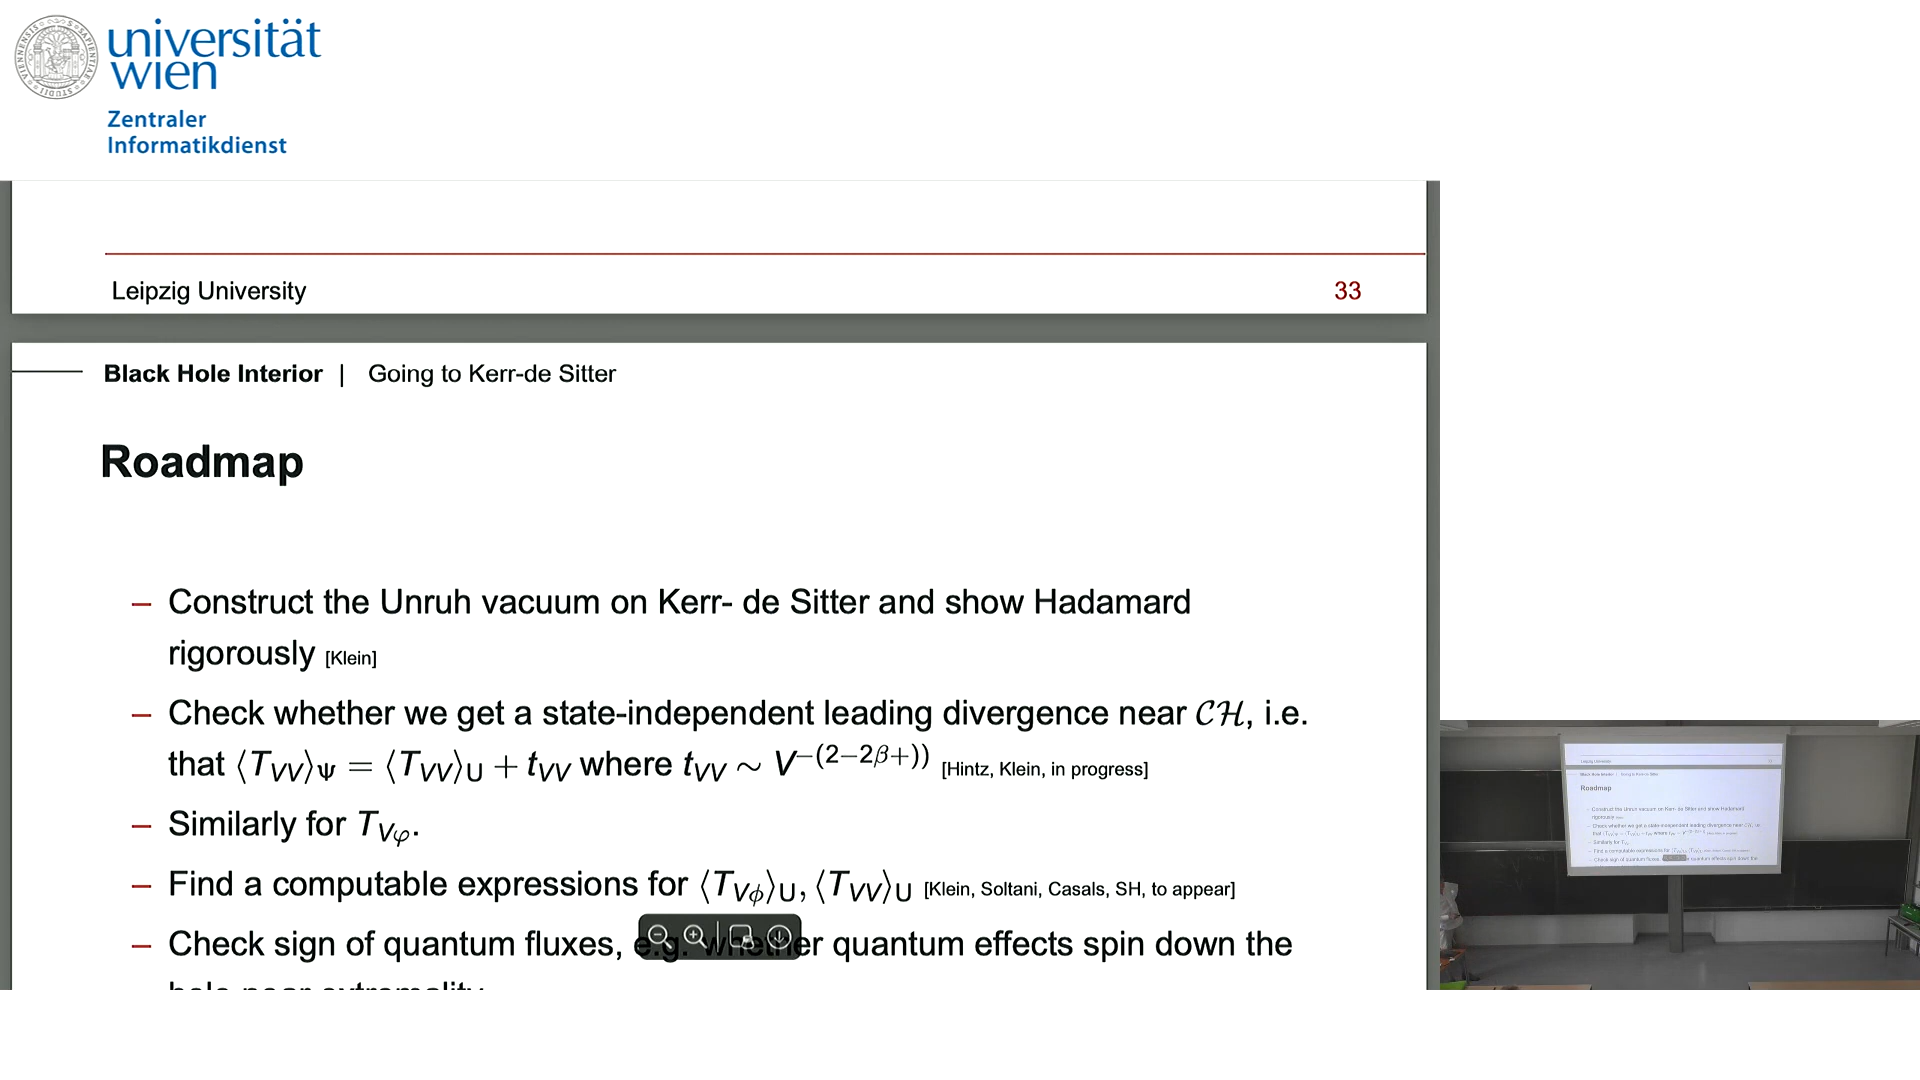 universität
wien
Zentraler
Informatikdienst
Leipzig University 33
Black Hole Interior | Going to Kerr-de Sitter
Roadmap
– Construct the Unruh vacuum on Kerr- de Sitter and show Hadamard
rigorously [Klein]
– Check whether we get a state-independent leading divergence near 𝒞ℋ, i.e.
that ⟨T_VV⟩_Ψ = ⟨T_VV⟩_U + t_VV where t_VV ∼ V^−(2−2β+)) [Hintz, Klein, in progress]
– Similarly for T_Vφ.
– Find a computable expressions for ⟨T_Vϕ⟩_U, ⟨T_VV⟩_U [Klein, Soltani, Casals, SH, to appear]
– Check sign of quantum fluxes, e.g. whether quantum effects spin down the
hole near extremality